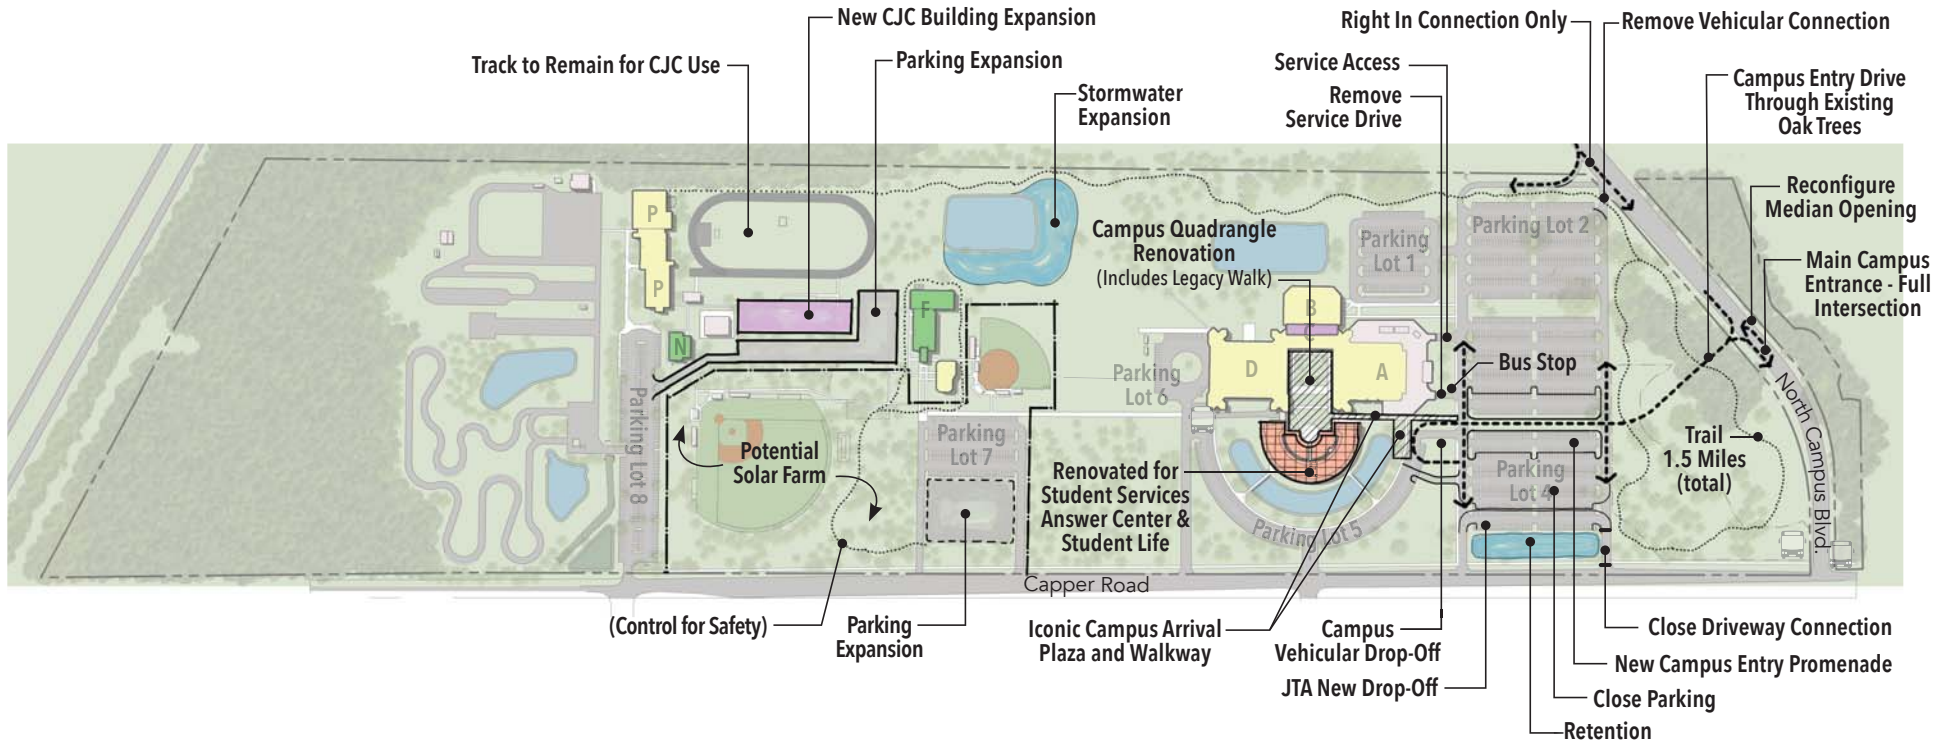 New CJC Building Expansion
Right In Connection Only
Remove Vehicular Connection
Track to Remain for CJC Use
Parking Expansion
Service Access
Stormwater
Expansion
Remove
Service Drive
Campus Entry Drive
Through Existing
Oak Trees
Reconfigure
Median Opening
Campus Quadrangle
Renovation
(Includes Legacy Walk)
Parking
Lot 1
Parking Lot 2
Main Campus
Entrance - Full
Intersection
P
P
N
F
B
C
D
A
Bus Stop
Parking
Lot 6
Parking Lot 8
Potential
Solar Farm
Parking
Lot 7
Renovated for
Student Services
Answer Center &
Student Life
Parking Lot 5
Parking
Lot 4
Trail
1.5 Miles
(total)
North Campus Blvd.
Capper Road
(Control for Safety)
Parking
Expansion
Iconic Campus Arrival
Plaza and Walkway
Campus
Vehicular Drop-Off
JTA New Drop-Off
Close Driveway Connection
New Campus Entry Promenade
Close Parking
Retention